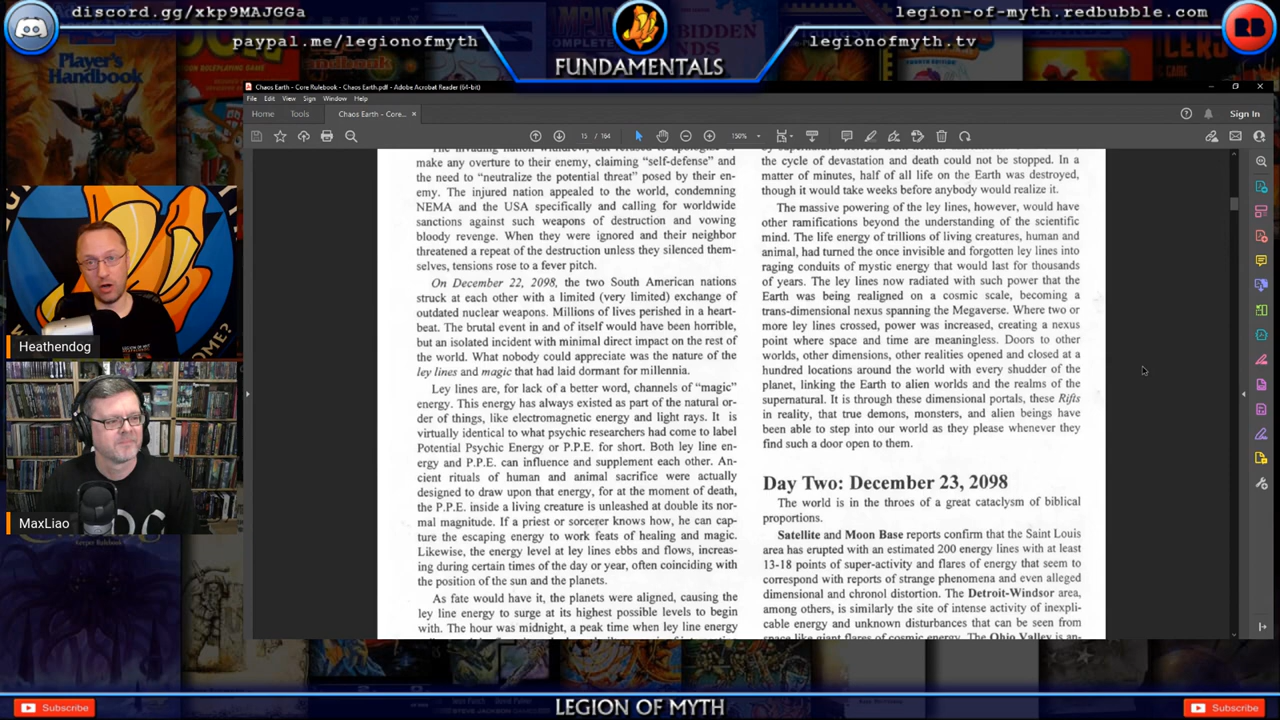 discord.gg/xkp9MAJGGa
paypal.me/legionofmyth
FUNDAMENTALS
legion-of-myth.redbubble.com
legionofmyth.tv
RB
Player's
Handbook
Chaos Earth - Core Rulebook - Chaos Earth.pdf - Adobe Acrobat Reader (64-bit)
File Edit View Sign Window Help
Home Tools Chaos Earth - Core... ×
Sign In
15 / 164
150%
make any overture to their enemy, claiming "self-defense" and
the need to "neutralize the potential threat" posed by their en-
emy. The injured nation appealed to the world, condemning
NEMA and the USA specifically and calling for worldwide
sanctions against such weapons of destruction and vowing
bloody revenge. When they were ignored and their neighbor
threatened a repeat of the destruction unless they silenced them-
selves, tensions rose to a fever pitch.
On December 22, 2098, the two South American nations
struck at each other with a limited (very limited) exchange of
outdated nuclear weapons. Millions of lives perished in a heart-
beat. The brutal event in and of itself would have been horrible,
but an isolated incident with minimal direct impact on the rest of
the world. What nobody could appreciate was the nature of the
ley lines and magic that had laid dormant for millennia.
Ley lines are, for lack of a better word, channels of "magic"
energy. This energy has always existed as part of the natural or-
der of things, like electromagnetic energy and light rays. It is
virtually identical to what psychic researchers had come to label
Potential Psychic Energy or P.P.E. for short. Both ley line en-
ergy and P.P.E. can influence and supplement each other. An-
cient rituals of human and animal sacrifice were actually
designed to draw upon that energy, for at the moment of death,
the P.P.E. inside a living creature is unleashed at double its nor-
mal magnitude. If a priest or sorcerer knows how, he can cap-
ture the escaping energy to work feats of healing and magic.
Likewise, the energy level at ley lines ebbs and flows, increas-
ing during certain times of the day or year, often coinciding with
the position of the sun and the planets.
As fate would have it, the planets were aligned, causing the
ley line energy to surge at its highest possible levels to begin
with. The hour was midnight, a peak time when ley line energy
the cycle of devastation and death could not be stopped. In a
matter of minutes, half of all life on the Earth was destroyed,
though it would take weeks before anybody would realize it.
The massive powering of the ley lines, however, would have
other ramifications beyond the understanding of the scientific
mind. The life energy of trillions of living creatures, human and
animal, had turned the once invisible and forgotten ley lines into
raging conduits of mystic energy that would last for thousands
of years. The ley lines now radiated with such power that the
Earth was being realigned on a cosmic scale, becoming a
trans-dimensional nexus spanning the Megaverse. Where two or
more ley lines crossed, power was increased, creating a nexus
point where space and time are meaningless. Doors to other
worlds, other dimensions, other realities opened and closed at a
hundred locations around the world with every shudder of the
planet, linking the Earth to alien worlds and the realms of the
supernatural. It is through these dimensional portals, these Rifts
in reality, that true demons, monsters, and alien beings have
been able to step into our world as they please whenever they
find such a door open to them.
Day Two: December 23, 2098
The world is in the throes of a great cataclysm of biblical
proportions.
Satellite and Moon Base reports confirm that the Saint Louis
area has erupted with an estimated 200 energy lines with at least
13-18 points of super-activity and flares of energy that seem to
correspond with reports of strange phenomena and even alleged
dimensional and chronol distortion. The Detroit-Windsor area,
among others, is similarly the site of intense activity of inexpli-
cable energy and unknown disturbances that can be seen from
space like giant flares of cosmic energy. The Ohio Valley is an-
Heathendog
MaxLiao
Subscribe
LEGION OF MYTH
Subscribe